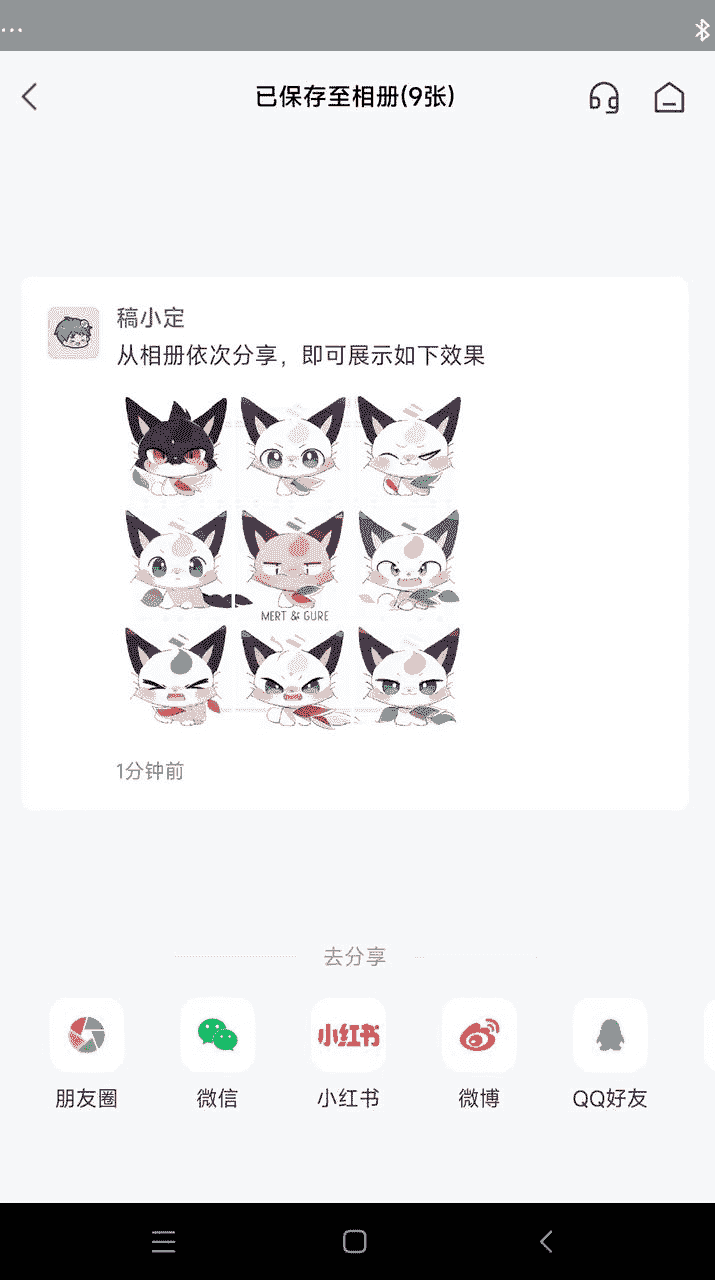 已保存至相册(9张)
稿小定
从相册依次分享，即可展示如下效果
MERT & GURE
1分钟前
去分享
小红书
朋友圈
微信
小红书
微博
QQ好友